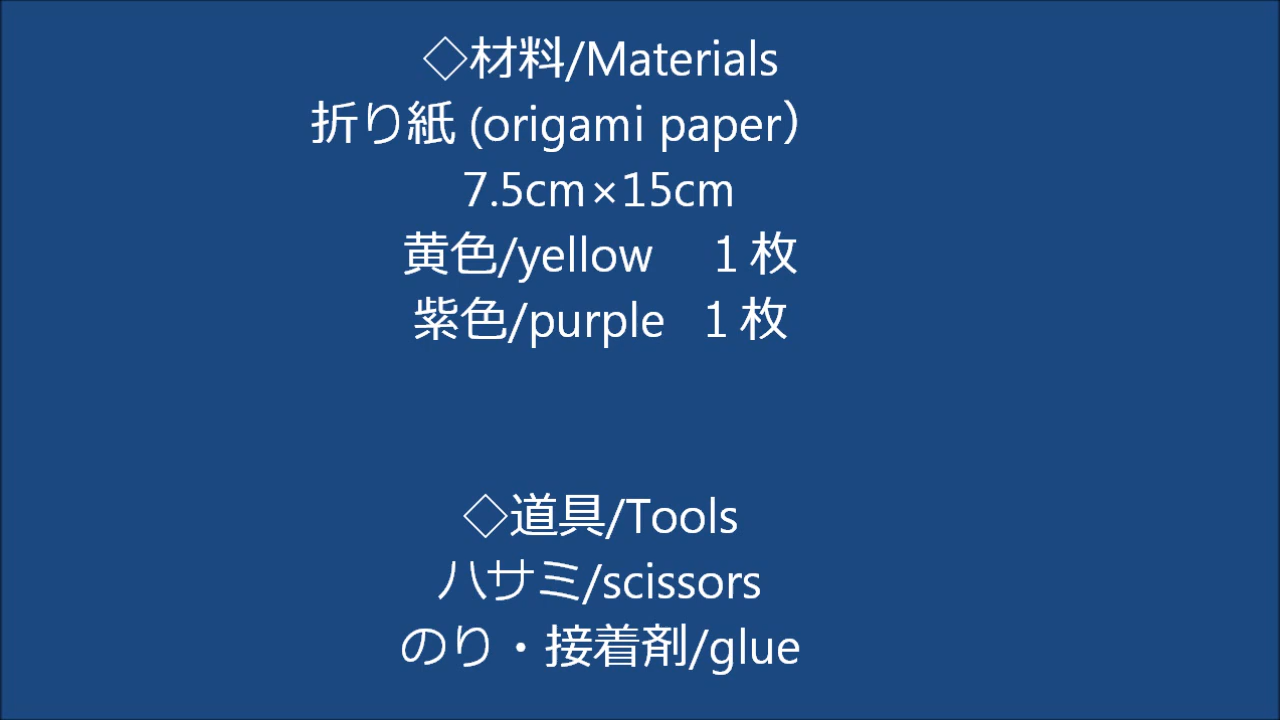 ◇材料/Materials
折り紙 (origami paper）
7.5cm×15cm
黄色/yellow　１枚
紫色/purple　１枚
◇道具/Tools
ハサミ/scissors
のり・接着剤/glue